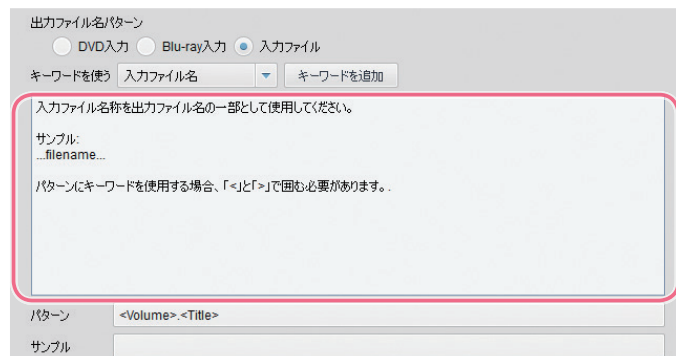 出力ファイル名パターン
DVD入力 Blu-ray入力 入力ファイル
キーワードを使う 入力ファイル名 キーワードを追加
入力ファイル名称を出力ファイル名の一部として使用してください。
サンプル:
...filename...
パターンにキーワードを使用する場合、「<」と「>」で囲む必要があります。.
パターン <Volume>.<Title>
サンプル